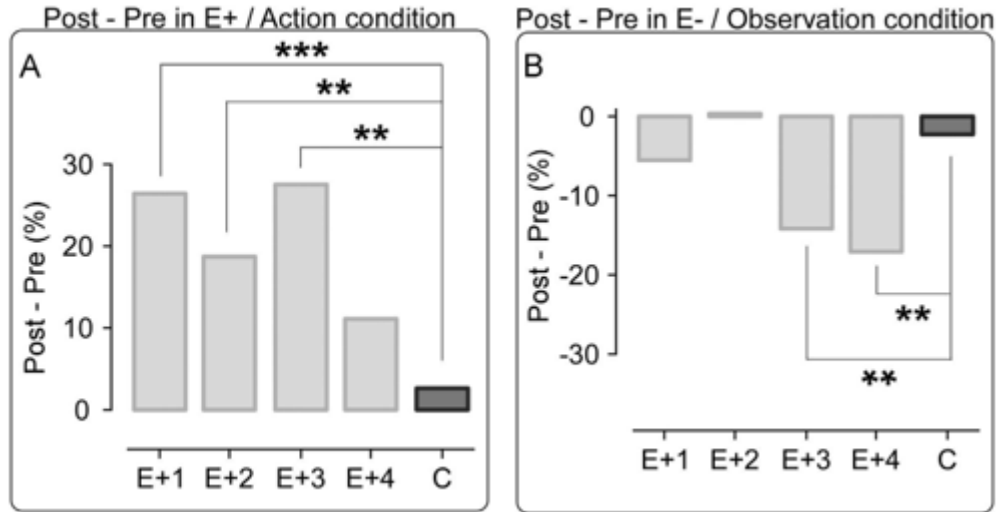 Post - Pre in E+ / Action condition
A
***
**
**
30
20
10
0
Post - Pre (%)
E+1 E+2 E+3 E+4 C
Post - Pre in E- / Observation condition
B
0
-10
-20
-30
Post - Pre (%)
**
**
E+1 E+2 E+3 E+4 C